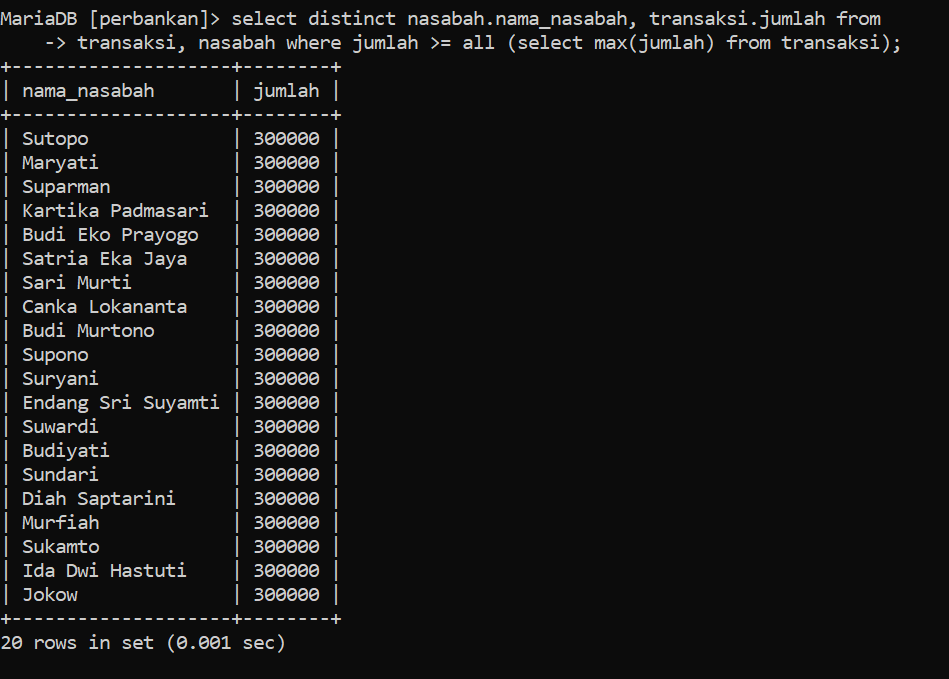 MariaDB [perbankan]> select distinct nasabah.nama_nasabah, transaksi.jumlah from
    -> transaksi, nasabah where jumlah >= all (select max(jumlah) from transaksi);
+--------------------+--------+
| nama_nasabah       | jumlah |
+--------------------+--------+
| Sutopo             | 300000 |
| Maryati            | 300000 |
| Suparman           | 300000 |
| Kartika Padmasari  | 300000 |
| Budi Eko Prayogo   | 300000 |
| Satria Eka Jaya    | 300000 |
| Sari Murti         | 300000 |
| Canka Lokananta    | 300000 |
| Budi Murtono       | 300000 |
| Supono             | 300000 |
| Suryani            | 300000 |
| Endang Sri Suyamti | 300000 |
| Suwardi            | 300000 |
| Budiyati           | 300000 |
| Sundari            | 300000 |
| Diah Saptarini     | 300000 |
| Murfiah            | 300000 |
| Sukamto            | 300000 |
| Ida Dwi Hastuti    | 300000 |
| Jokow              | 300000 |
+--------------------+--------+
20 rows in set (0.001 sec)